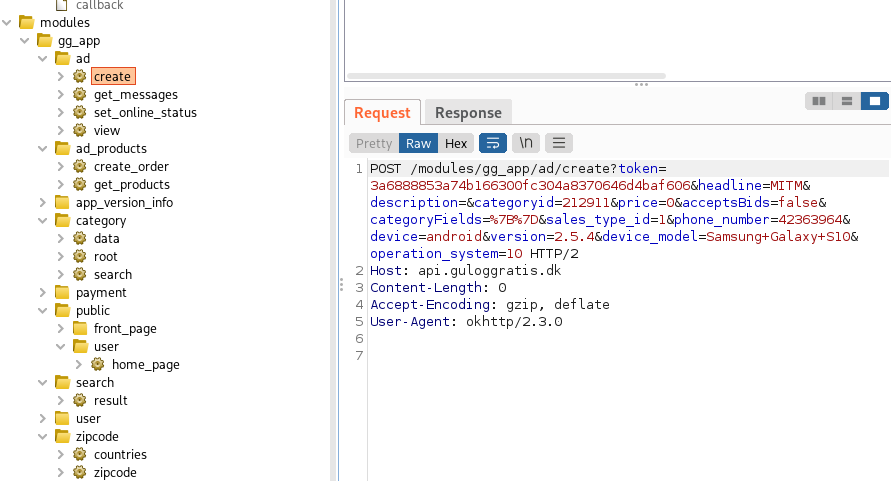 callback
modules
gg_app
ad
create
get_messages
set_online_status
view
ad_products
create_order
get_products
app_version_info
category
data
root
search
payment
public
front_page
user
home_page
search
result
user
zipcode
countries
zipcode
Request Response
Pretty Raw Hex \n
1 POST /modules/gg_app/ad/create?token=
3a6888853a74b166300fc304a8370646d4baf606&headline=MITM&
description=&categoryid=212911&price=0&acceptsBids=false&
categoryFields=%7B%7D&sales_type_id=1&phone_number=42363964&
device=android&version=2.5.4&device_model=Samsung+Galaxy+S10&
operation_system=10 HTTP/2
2 Host: api.guloggratis.dk
3 Content-Length: 0
4 Accept-Encoding: gzip, deflate
5 User-Agent: okhttp/2.3.0
6
7